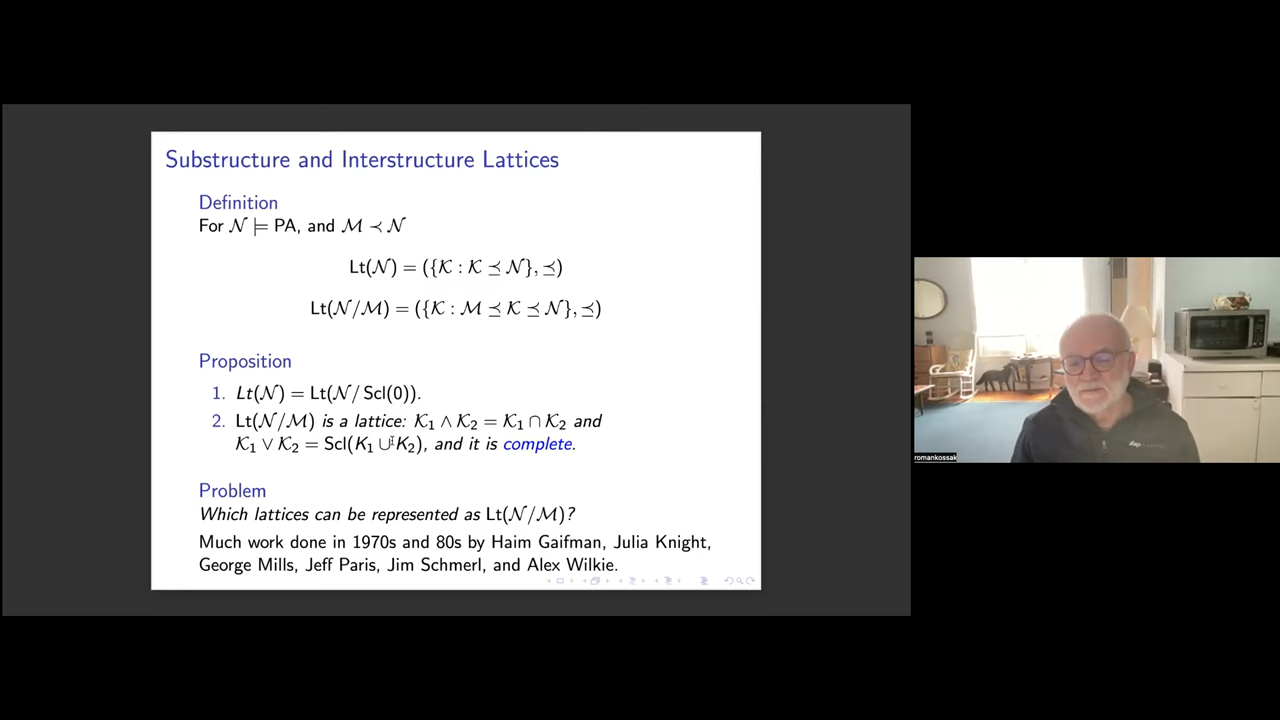 Substructure and Interstructure Lattices
Definition
For 𝒩 ⊨ PA, and ℳ ≺ 𝒩
Lt(𝒩) = ({𝒦 : 𝒦 ⪯ 𝒩}, ⪯)
Lt(𝒩/ℳ) = ({𝒦 : ℳ ⪯ 𝒦 ⪯ 𝒩}, ⪯)
Proposition
1. Lt(𝒩) = Lt(𝒩/ Scl(0)).
2. Lt(𝒩/ℳ) is a lattice: 𝒦₁ ∧ 𝒦₂ = 𝒦₁ ∩ 𝒦₂ and
𝒦₁ ∨ 𝒦₂ = Scl(K₁ ∪ K₂), and it is complete.
Problem
Which lattices can be represented as Lt(𝒩/ℳ)?
Much work done in 1970s and 80s by Haim Gaifman, Julia Knight,
George Mills, Jeff Paris, Jim Schmerl, and Alex Wilkie.
romankossak